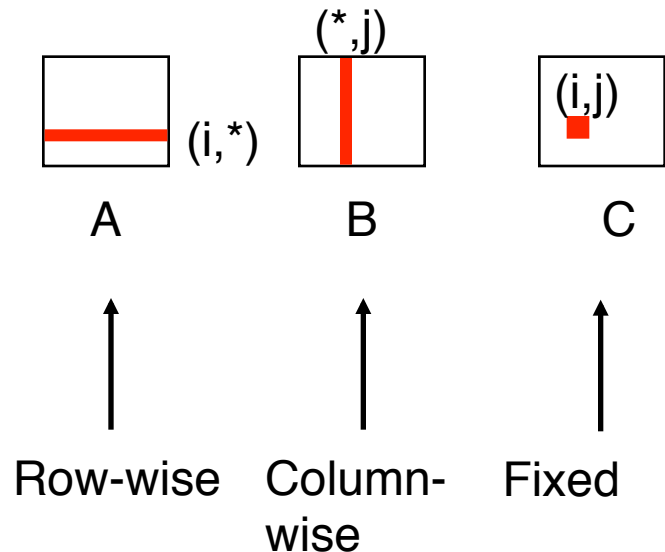 (*,j)
(i,j)
(i,*)
A B C
Row-wise Column- Fixed
wise